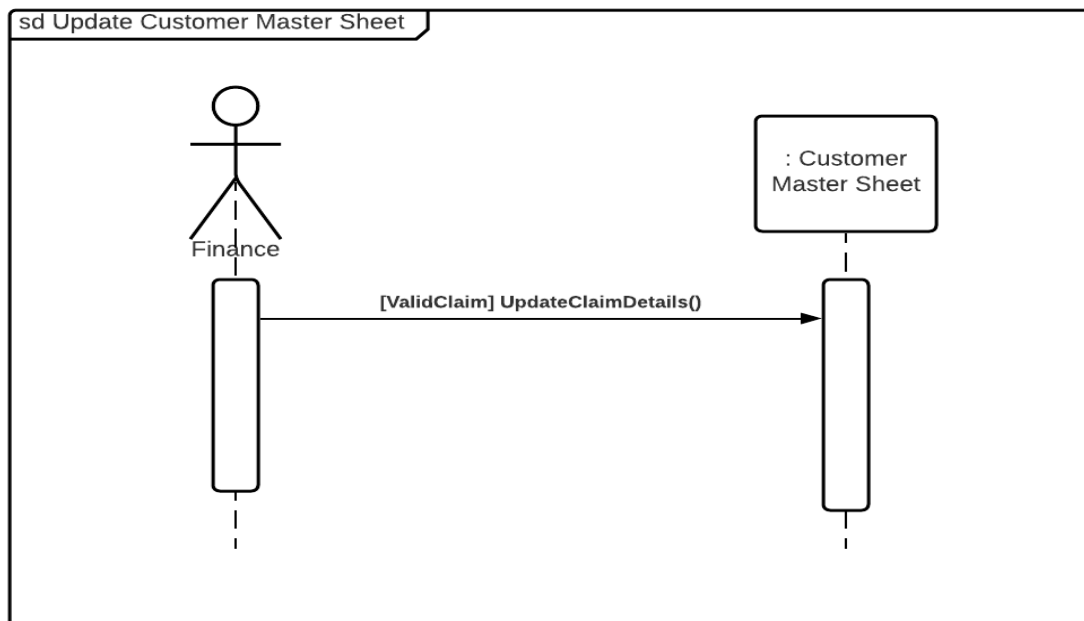 sd Update Customer Master Sheet
: Customer
Master Sheet
Finance
[ValidClaim] UpdateClaimDetails()